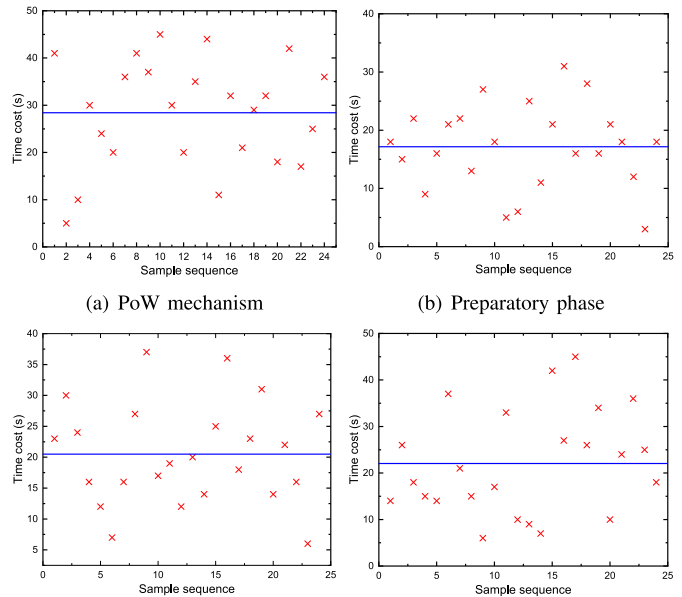 50
40
30
20
10
0
Time cost (s)
0 2 4 6 8 10 12 14 16 18 20 22 24
Sample sequence
(a) PoW mechanism
40
30
20
10
0
Time cost (s)
0 5 10 15 20 25
Sample sequence
(b) Preparatory phase
40
35
30
25
20
15
10
5
Time cost (s)
0 5 10 15 20 25
Sample sequence
50
40
30
20
10
0
Time cost (s)
0 5 10 15 20 25
Sample sequence